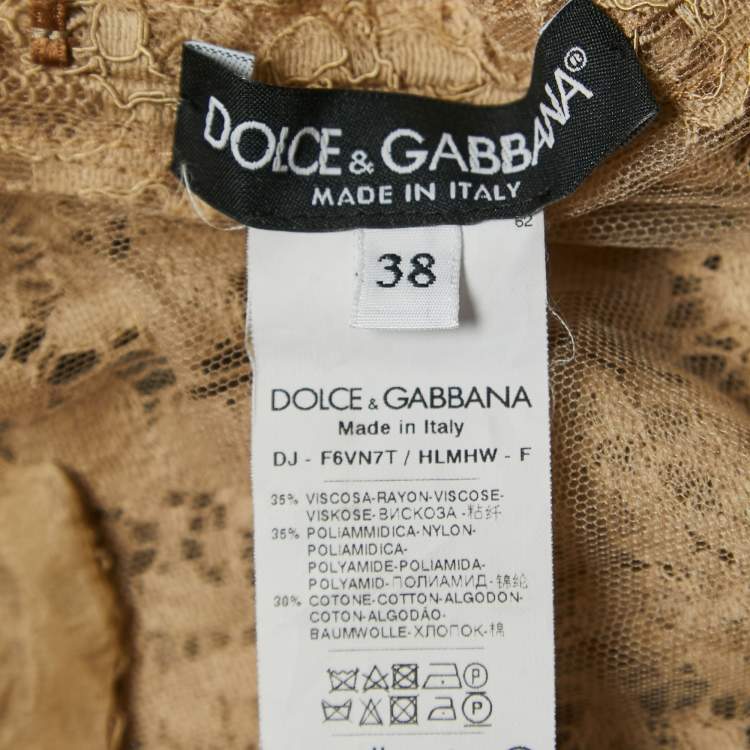 DOLCE & GABBANA®
MADE IN ITALY
62
38
DOLCE & GABBANA
Made in Italy
DJ - F6VN7T / HLMHW - F
35% VISCOSA-RAYON-VISCOSE-
VISKOSE-ВИСКОЗА-粘纤
35% POLiAMMIDICA-NYLON-
POLIAMIDICA-
POLYAMIDE-POLIAMIDA-
POLYAMID-ПОЛИАМИД-锦纶
30% COTONE-COTTON-ALGODON-
COTON-ALGODÃO-
BAUMWOLLE-ХЛОПОК-棉
P
P